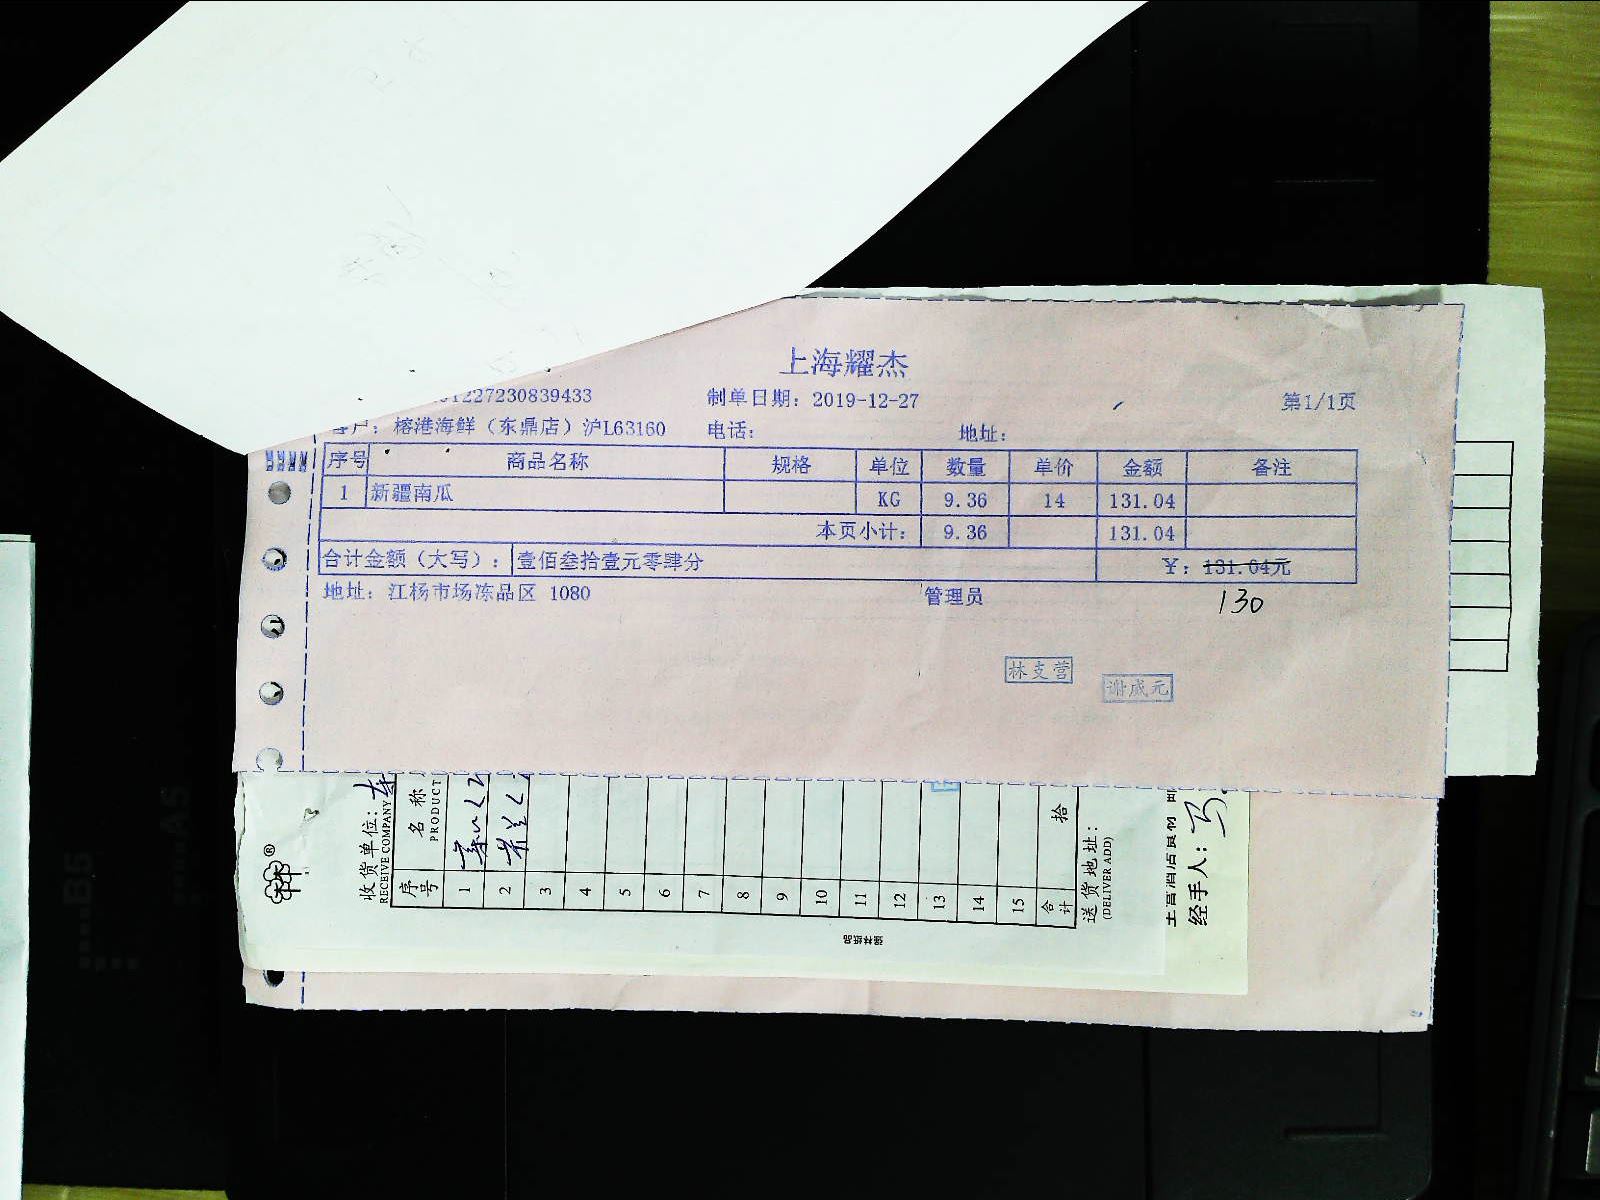 上海耀杰
01227230839433 制单日期：2019-12-27 第1/1页
客户：榕港海鲜（东鼎店）沪L63160 电话： 地址：
序号 商品名称 规格 单位 数量 单价 金额 备注
1 新疆南瓜 KG 9.36 14 131.04
本页小计： 9.36 131.04
合计金额（大写）： 壹佰叁拾壹元零肆分 ￥：131.04元
地址：江杨市场冻品区 1080 管理员 130
林支营
谢成元
收货单位：
RECEIVE COMPANY
序号 名称
PRODUCT
1
2
3
4
5
6
7
8
9
10
11
12
13
14
15
合计 拾
送货地址：
(DELIVER ADD)
经手人：